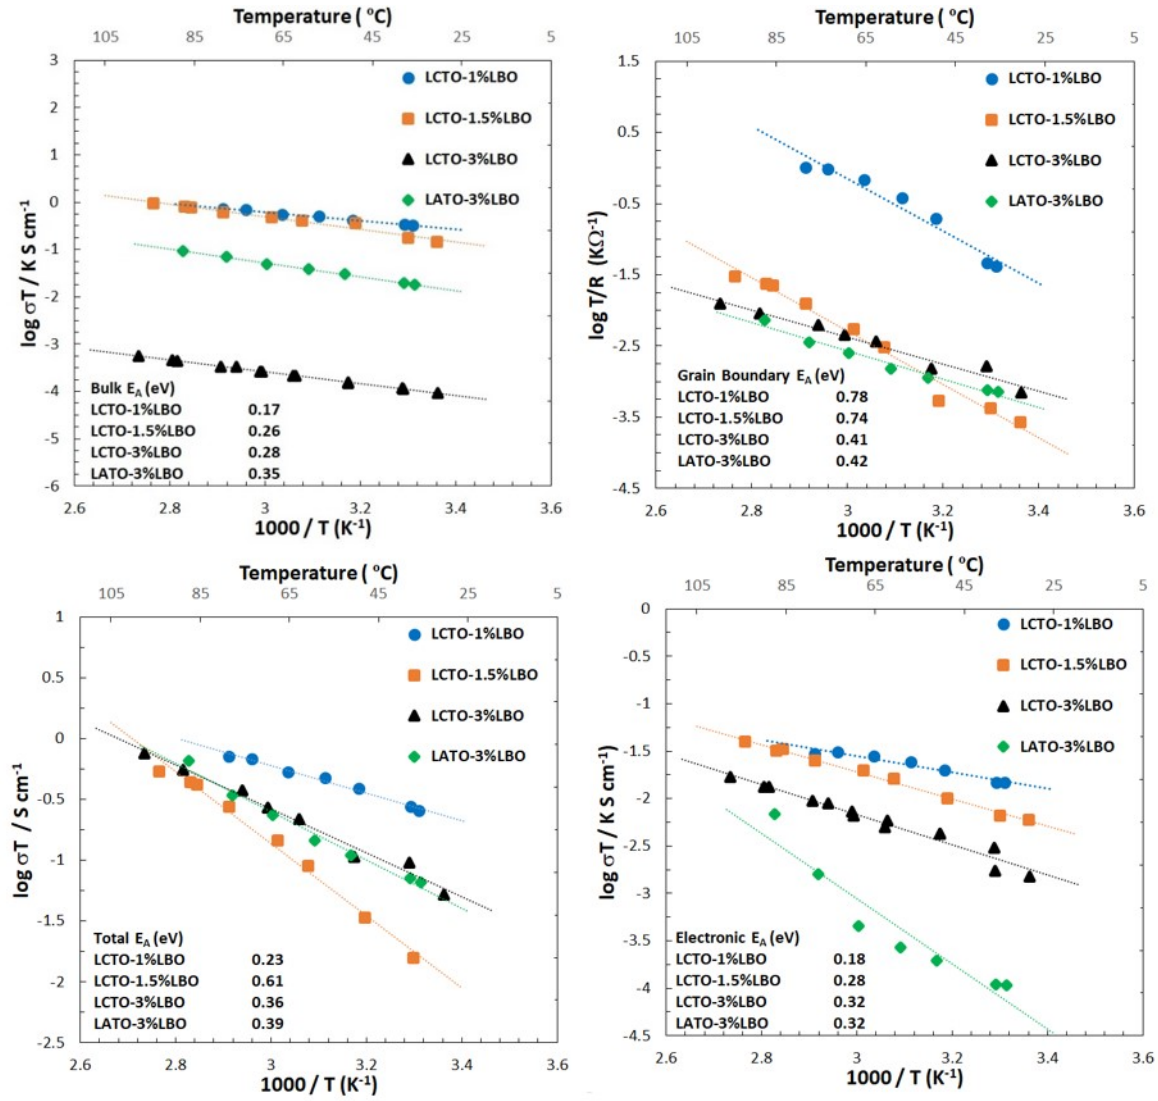 Temperature ( °C)
105 85 65 45 25 5
3
2
1
0
-1
-2
-3
-4
-5
-6
log σT / K S cm-1
LCTO-1%LBO
LCTO-1.5%LBO
LCTO-3%LBO
LATO-3%LBO
Bulk EA (eV)
LCTO-1%LBO 0.17
LCTO-1.5%LBO 0.26
LCTO-3%LBO 0.28
LATO-3%LBO 0.35
2.6 2.8 3 3.2 3.4 3.6
1000 / T (K-1)
Temperature ( °C)
105 85 65 45 25 5
1.5
0.5
-0.5
-1.5
-2.5
-3.5
-4.5
log T/R (KΩ-1)
LCTO-1%LBO
LCTO-1.5%LBO
LCTO-3%LBO
LATO-3%LBO
Grain Boundary EA (eV)
LCTO-1%LBO 0.78
LCTO-1.5%LBO 0.74
LCTO-3%LBO 0.41
LATO-3%LBO 0.42
2.6 2.8 3 3.2 3.4 3.6
1000 / T (K-1)
Temperature ( °C)
105 85 65 45 25 5
1
0.5
0
-0.5
-1
-1.5
-2
-2.5
log σT / S cm-1
LCTO-1%LBO
LCTO-1.5%LBO
LCTO-3%LBO
LATO-3%LBO
Total EA (eV)
LCTO-1%LBO 0.23
LCTO-1.5%LBO 0.61
LCTO-3%LBO 0.36
LATO-3%LBO 0.39
2.6 2.8 3 3.2 3.4 3.6
1000 / T (K-1)
Temperature ( °C)
105 85 65 45 25 5
0
-0.5
-1
-1.5
-2
-2.5
-3
-3.5
-4
-4.5
log σT / K S cm-1
LCTO-1%LBO
LCTO-1.5%LBO
LCTO-3%LBO
LATO-3%LBO
Electronic EA (eV)
LCTO-1%LBO 0.18
LCTO-1.5%LBO 0.28
LCTO-3%LBO 0.32
LATO-3%LBO 0.32
2.6 2.8 3 3.2 3.4 3.6
1000 / T (K-1)